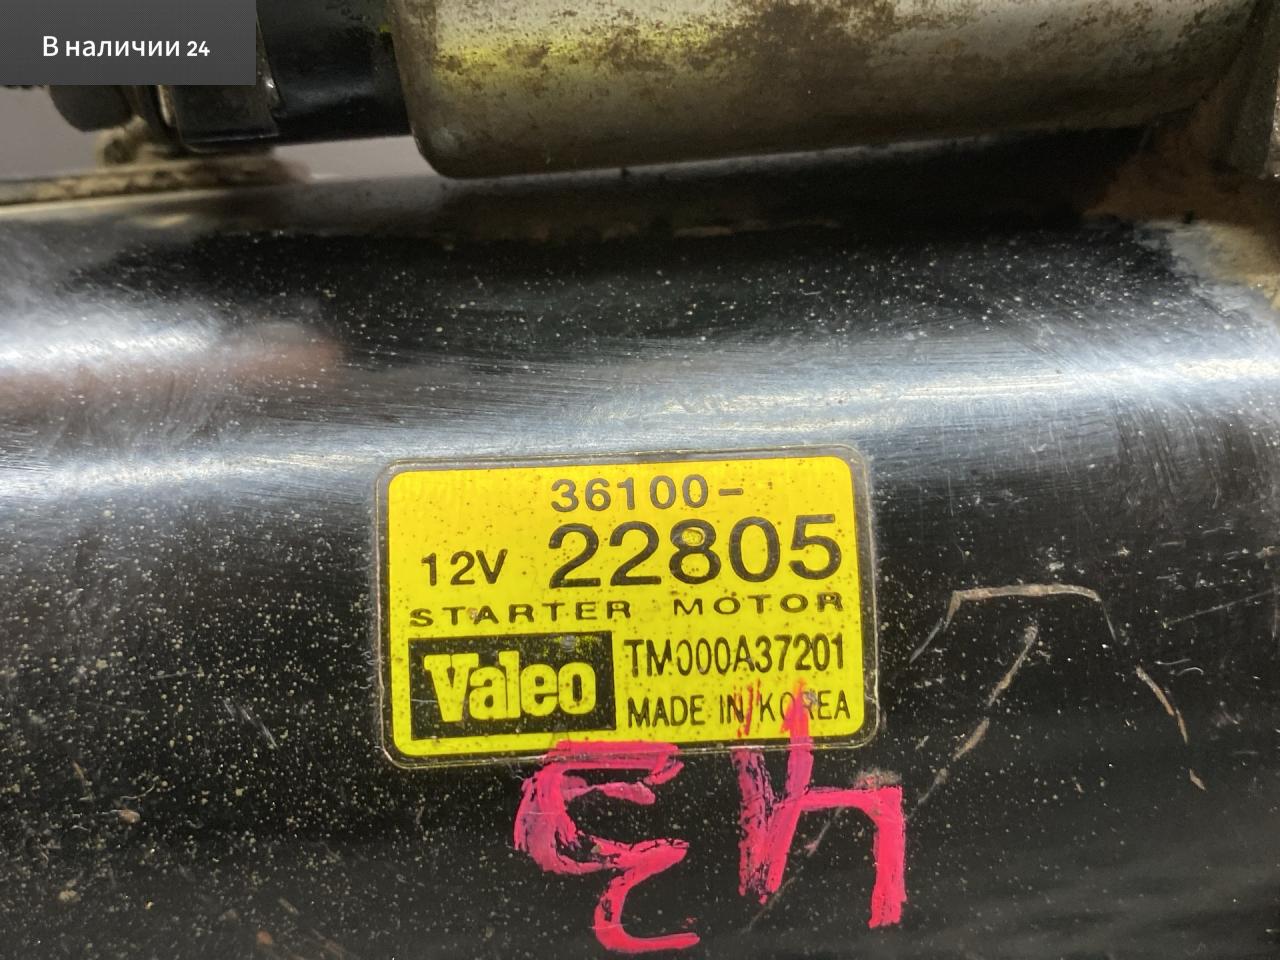 В наличии 24
36100-
12V 22805
STARTER MOTOR
Valeo TM000A37201
MADE IN KOREA